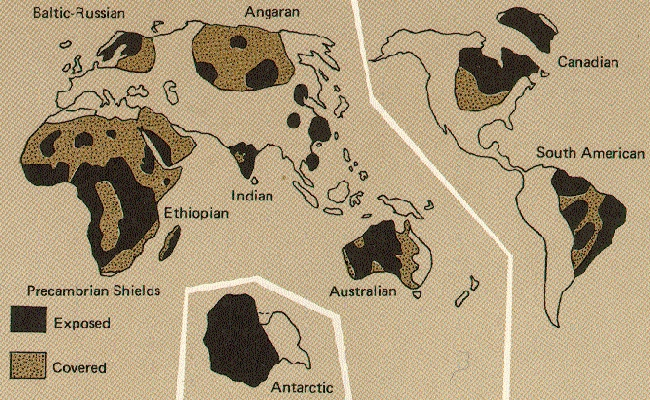 Baltic-Russian
Angaran
Canadian
South American
Indian
Ethiopian
Precambrian Shields
Australian
Exposed
Covered
Antarctic